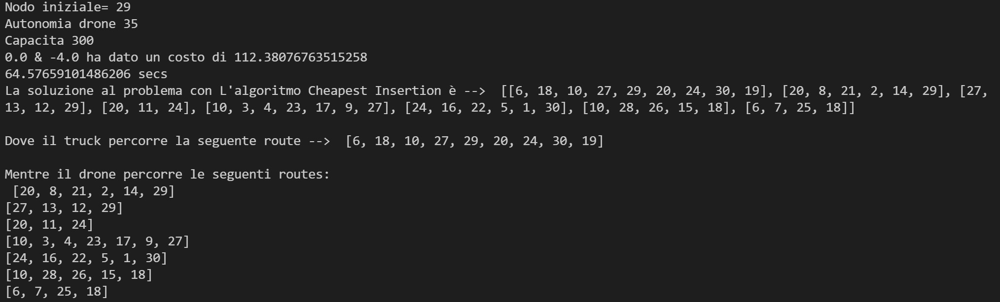 Nodo iniziale= 29
Autonomia drone 35
Capacita 300
0.0 & -4.0 ha dato un costo di 112.38076763515258
64.57659101486206 secs
La soluzione al problema con L'algoritmo Cheapest Insertion è -->  [[6, 18, 10, 27, 29, 20, 24, 30, 19], [20, 8, 21, 2, 14, 29], [27,
13, 12, 29], [20, 11, 24], [10, 3, 4, 23, 17, 9, 27], [24, 16, 22, 5, 1, 30], [10, 28, 26, 15, 18], [6, 7, 25, 18]]
Dove il truck percorre la seguente route -->  [6, 18, 10, 27, 29, 20, 24, 30, 19]
Mentre il drone percorre le seguenti routes:
[20, 8, 21, 2, 14, 29]
[27, 13, 12, 29]
[20, 11, 24]
[10, 3, 4, 23, 17, 9, 27]
[24, 16, 22, 5, 1, 30]
[10, 28, 26, 15, 18]
[6, 7, 25, 18]